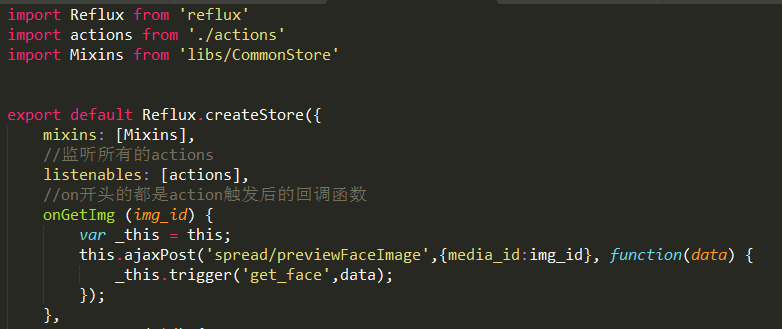 import Reflux from 'reflux'
import actions from './actions'
import Mixins from 'libs/CommonStore'
export default Reflux.createStore({
mixins: [Mixins],
//监听所有的actions
listenables: [actions],
//on开头的都是action触发后的回调函数
onGetImg (img_id) {
var _this = this;
this.ajaxPost('spread/previewFaceImage',{media_id:img_id}, function(data) {
_this.trigger('get_face',data);
});
},